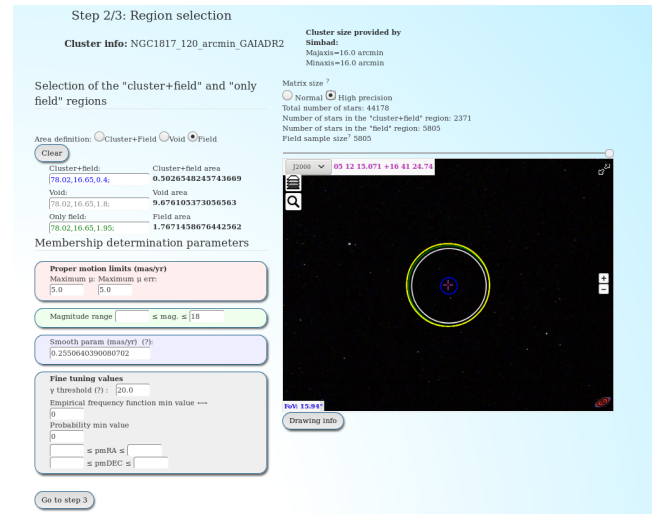 Step 2/3: Region selection
Cluster info: NGC1817_120_arcmin_GAIADR2
Cluster size provided by
Simbad:
Majaxis=16.0 arcmin
Minaxis=16.0 arcmin
Selection of the "cluster+field" and "only
field" regions
Area definition: Cluster+Field Void Field
Clear
Cluster+field: Cluster+field area
78.02,16.65,0.4; 0.5026548245743669
Void: Void area
78.02,16.65,1.8; 9.676105373056563
Only field: Field area
78.02,16.65,1.95; 1.7671458676442562
Membership determination parameters
Proper motion limits (mas/yr)
Maximum μ: Maximum μ err:
5.0 5.0
Magnitude range ≤ mag. ≤ 18
Smooth param (mas/yr) (?):
0.2550640390080702
Fine tuning values
γ threshold (?) : 20.0
Empirical frequency function min value ⟷
0
Probability min value
0
≤ pmRA ≤
≤ pmDEC ≤
Go to step 3
Matrix size ?
Normal High precision
Total number of stars: 44178
Number of stars in the "cluster+field" region: 2371
Number of stars in the "field" region: 5805
Field sample size? 5805
J2000 05 12 15.071 +16 41 24.74
+
−
FoV: 15.94°
Drawing info